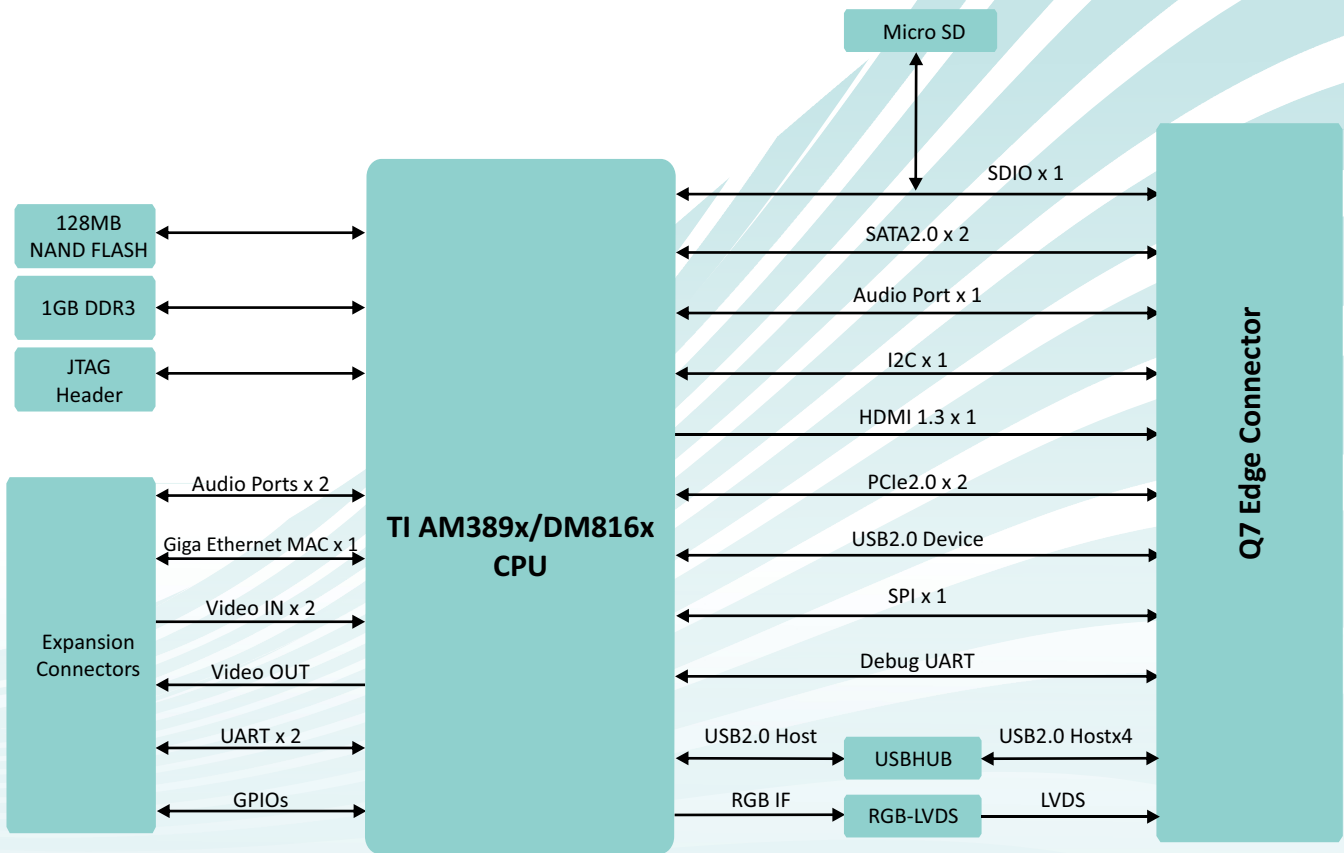 Micro SD
SDIO x 1
128MB
NAND FLASH
SATA2.0 x 2
1GB DDR3
Audio Port x 1
JTAG
Header
I2C x 1
HDMI 1.3 x 1
Audio Ports x 2
PCIe2.0 x 2
TI AM389x/DM816x
CPU
Q7 Edge Connector
Giga Ethernet MAC x 1
USB2.0 Device
Video IN x 2
SPI x 1
Expansion
Connectors
Video OUT
Debug UART
UART x 2
USB2.0 Host
USBHUB
USB2.0 Hostx4
GPIOs
RGB IF
RGB-LVDS
LVDS